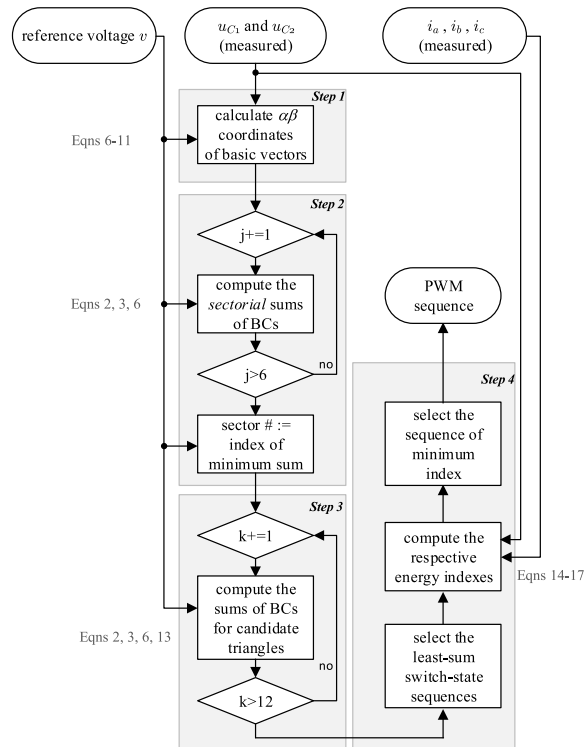 reference voltage v
u_{C1} and u_{C2}
(measured)
i_a , i_b , i_c
(measured)
Step 1
calculate αβ
coordinates
of basic vectors
Eqns 6-11
Step 2
j+=1
compute the
sectorial sums
of BCs
Eqns 2, 3, 6
j>6
no
sector # :=
index of
minimum sum
Step 3
k+=1
compute the
sums of BCs
for candidate
triangles
Eqns 2, 3, 6, 13
no
k>12
PWM
sequence
Step 4
select the
sequence of
minimum
index
compute the
respective
energy indexes
Eqns 14-17
select the
least-sum
switch-state
sequences